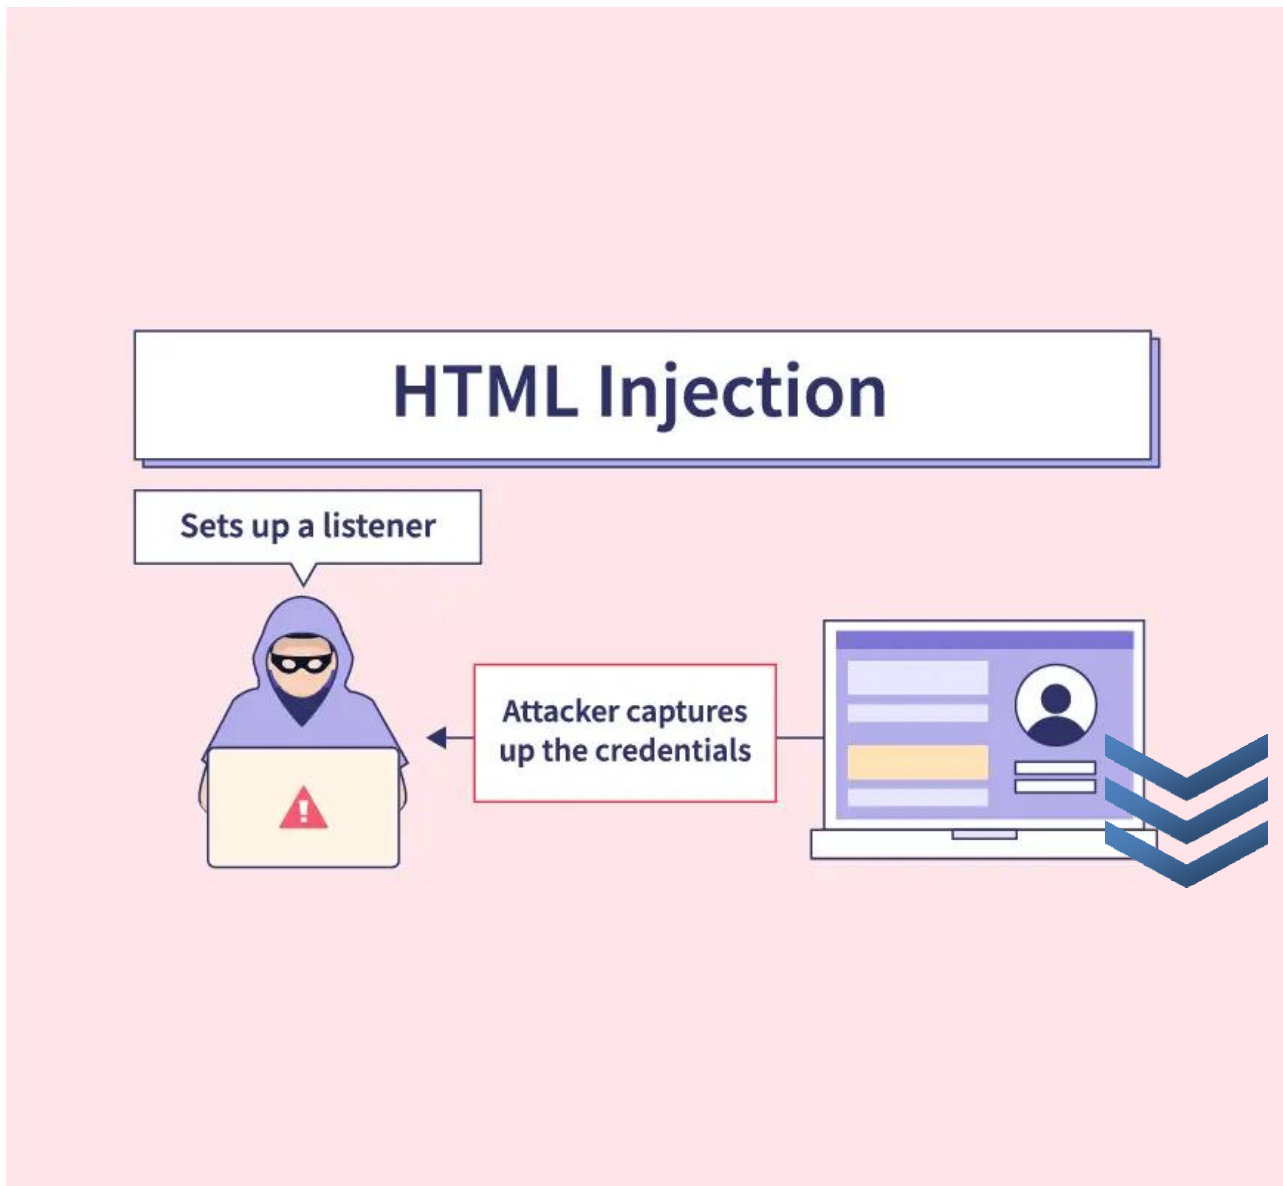 HTML Injection
Sets up a listener
Attacker captures
up the credentials